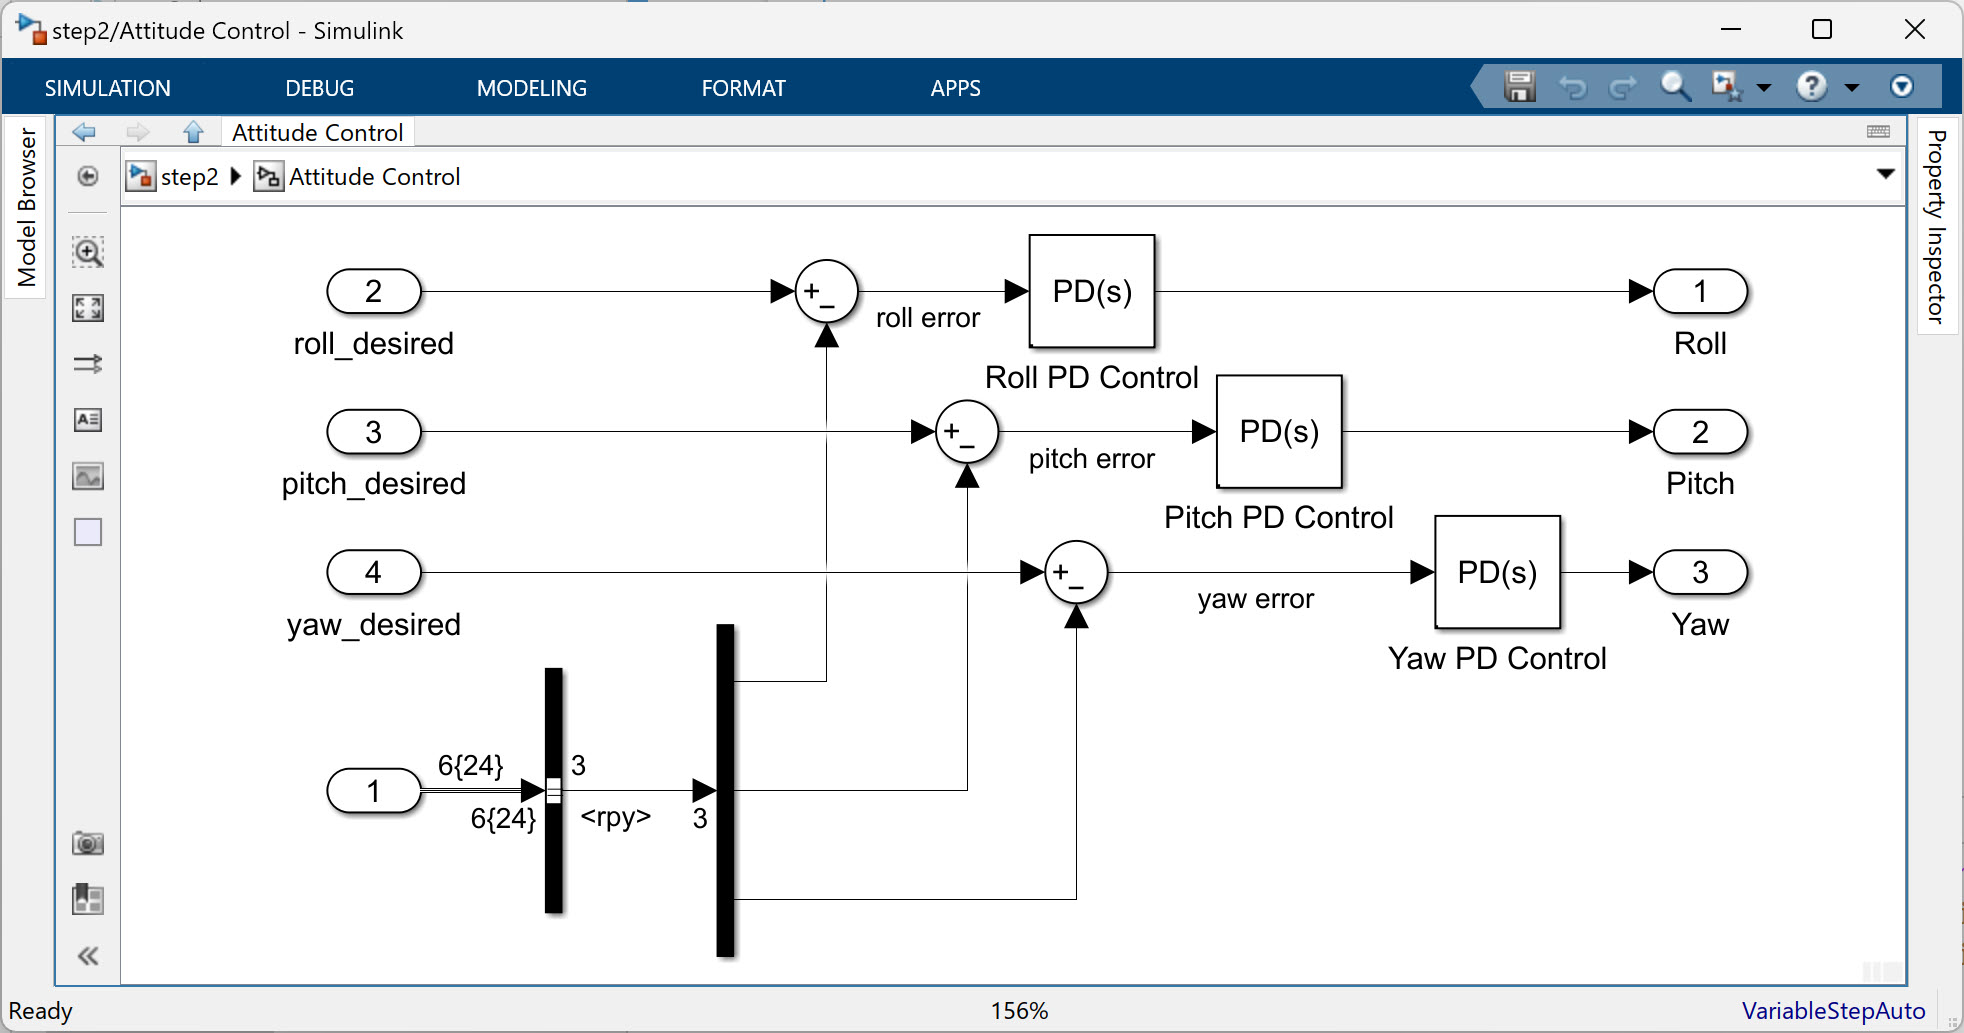 step2/Attitude Control - Simulink
SIMULATION DEBUG MODELING FORMAT APPS
?
Attitude Control
step2 Attitude Control
Model Browser
Property Inspector
2
roll_desired
+
_
roll error
PD(s)
Roll PD Control
1
Roll
3
pitch_desired
+
_
pitch error
PD(s)
Pitch PD Control
2
Pitch
4
yaw_desired
+
_
yaw error
PD(s)
Yaw PD Control
3
Yaw
1
6{24}
6{24}
3
<rpy>
3
Ready 156% VariableStepAuto